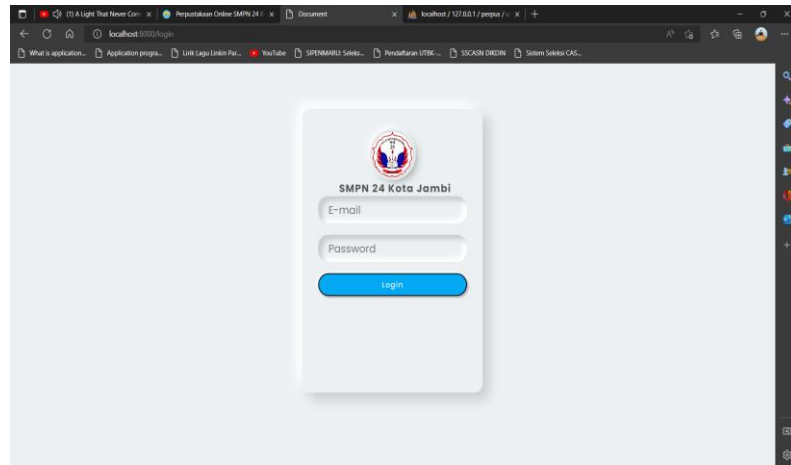 (1) A Light That Never Com
Perpustakaan Online SMPN 24 K
Document
localhost / 127.0.0.1 / perpus /
localhost:8000/login
What is application...
Application progra...
Lirik Lagu Linkin Par...
YouTube
SIPENMARU: Seleks...
Pendaftaran UTBK-...
SSCASN DIKDIN
Sistem Seleksi CAS...
SMPN 24 Kota Jambi
E-mail
Password
Login